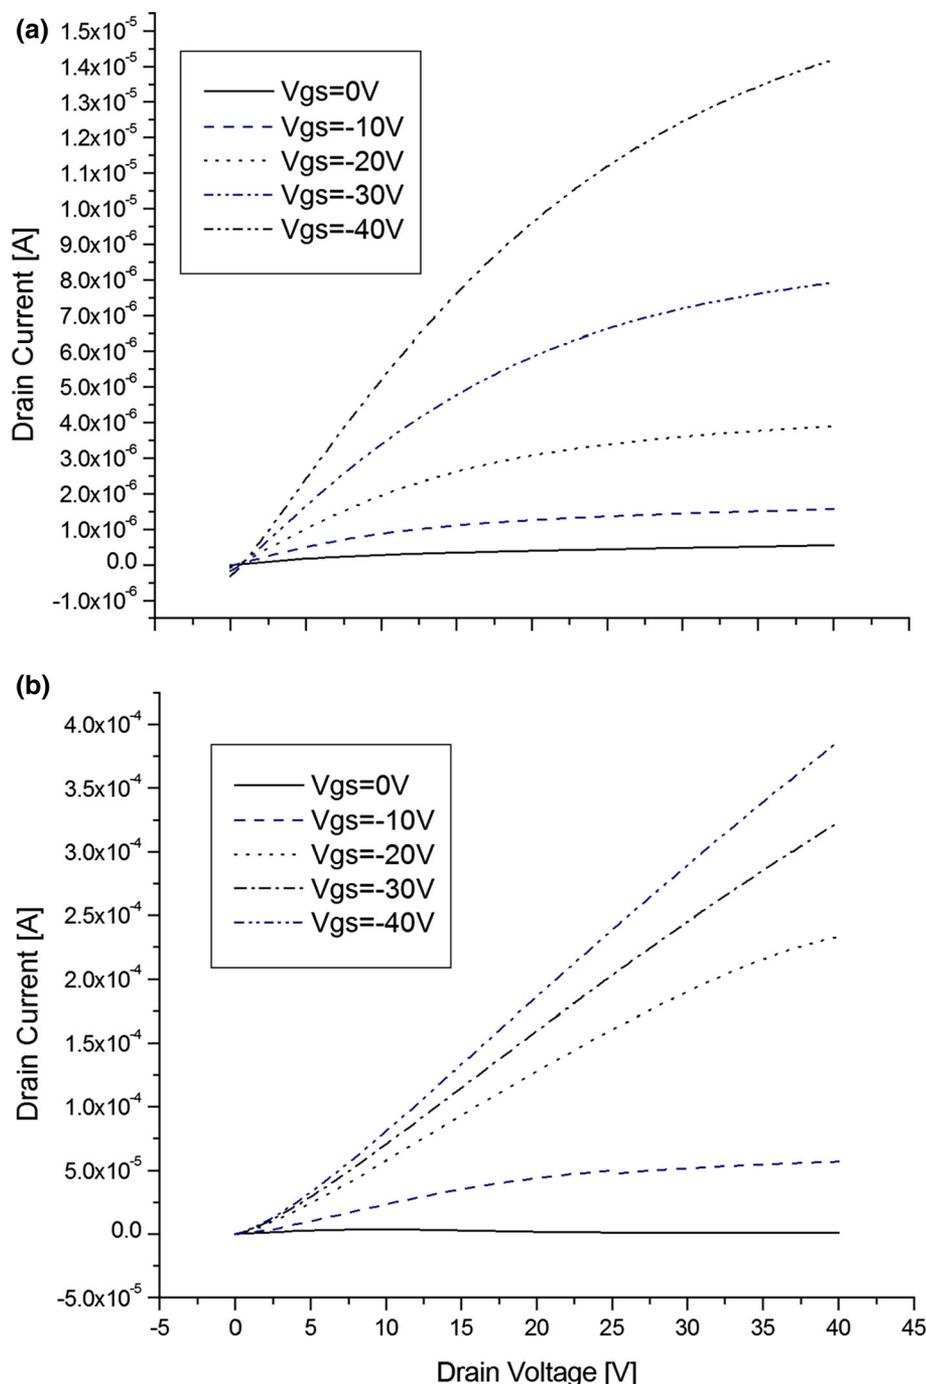 (a)
1.5x10⁻⁵
1.4x10⁻⁵
1.3x10⁻⁵
1.2x10⁻⁵
1.1x10⁻⁵
1.0x10⁻⁵
9.0x10⁻⁶
8.0x10⁻⁶
7.0x10⁻⁶
6.0x10⁻⁶
5.0x10⁻⁶
4.0x10⁻⁶
3.0x10⁻⁶
2.0x10⁻⁶
1.0x10⁻⁶
0.0
-1.0x10⁻⁶
Drain Current [A]
Vgs=0V
Vgs=-10V
Vgs=-20V
Vgs=-30V
Vgs=-40V
(b)
4.0x10⁻⁴
3.5x10⁻⁴
3.0x10⁻⁴
2.5x10⁻⁴
2.0x10⁻⁴
1.5x10⁻⁴
1.0x10⁻⁴
5.0x10⁻⁵
0.0
-5.0x10⁻⁵
Drain Current [A]
Vgs=0V
Vgs=-10V
Vgs=-20V
Vgs=-30V
Vgs=-40V
-5 0 5 10 15 20 25 30 35 40 45
Drain Voltage [V]